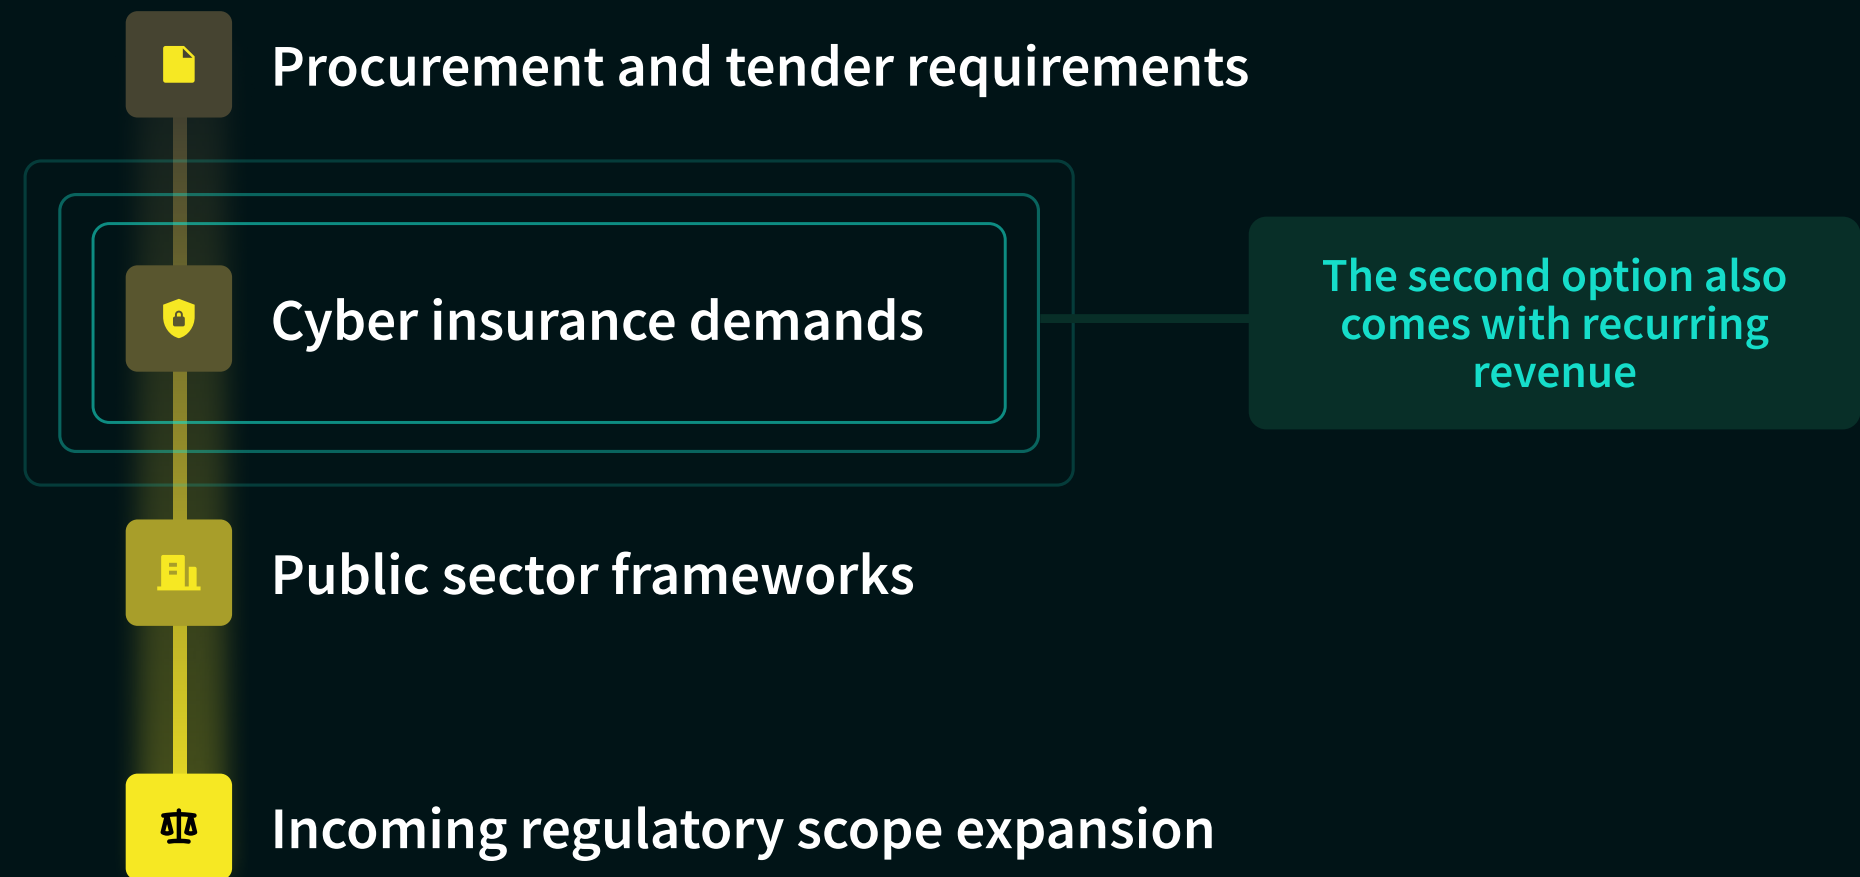 Procurement and tender requirements
Cyber insurance demands
The second option also
comes with recurring
revenue
Public sector frameworks
Incoming regulatory scope expansion